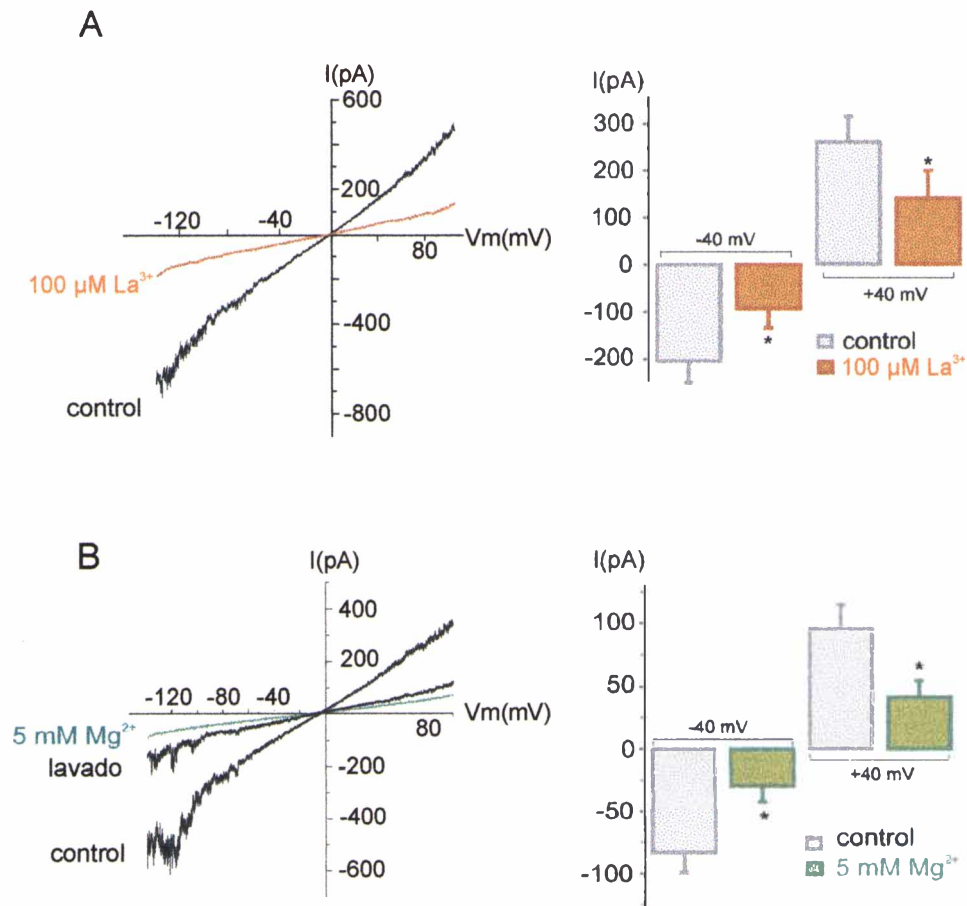 A
I(pA)
600
200
-120
-40
Vm(mV)
80
100 µM La³⁺
-400
control
-800
I(pA)
300
200
100
0
-100
-200
-40 mV
*
*
+40 mV
control
100 µM La³⁺
B
I(pA)
400
200
-120 -80 -40
Vm(mV)
80
5 mM Mg²⁺
lavado
-200
-400
control
-600
I(pA)
100
50
0
-50
-100
-40 mV
*
*
+40 mV
control
5 mM Mg²⁺